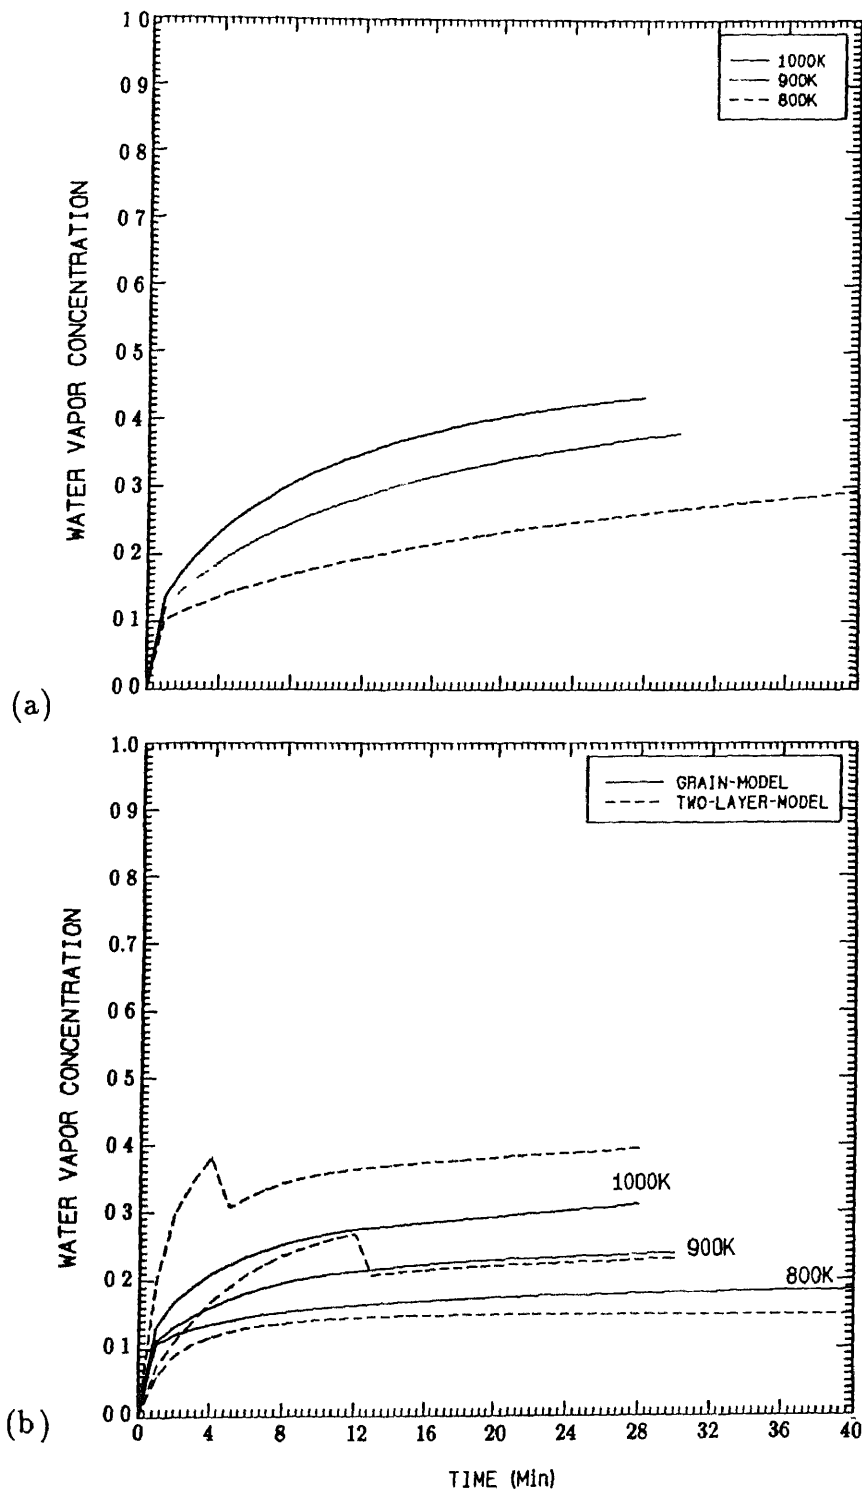 1 0
0 9
0 8
0 7
0 6
0 5
0 4
0 3
0 2
0 1
0 0
WATER VAPOR CONCENTRATION
1000K
900K
800K
(a)
1.0
0 9
0 8
0 7
0 6
0 5
0 4
0 3
0 2
0 1
0 0
WATER VAPOR CONCENTRATION
GRAIN-MODEL
TWO-LAYER-MODEL
1000K
900K
800K
(b)
0 4 8 12 16 20 24 28 32 36 40
TIME (Min)